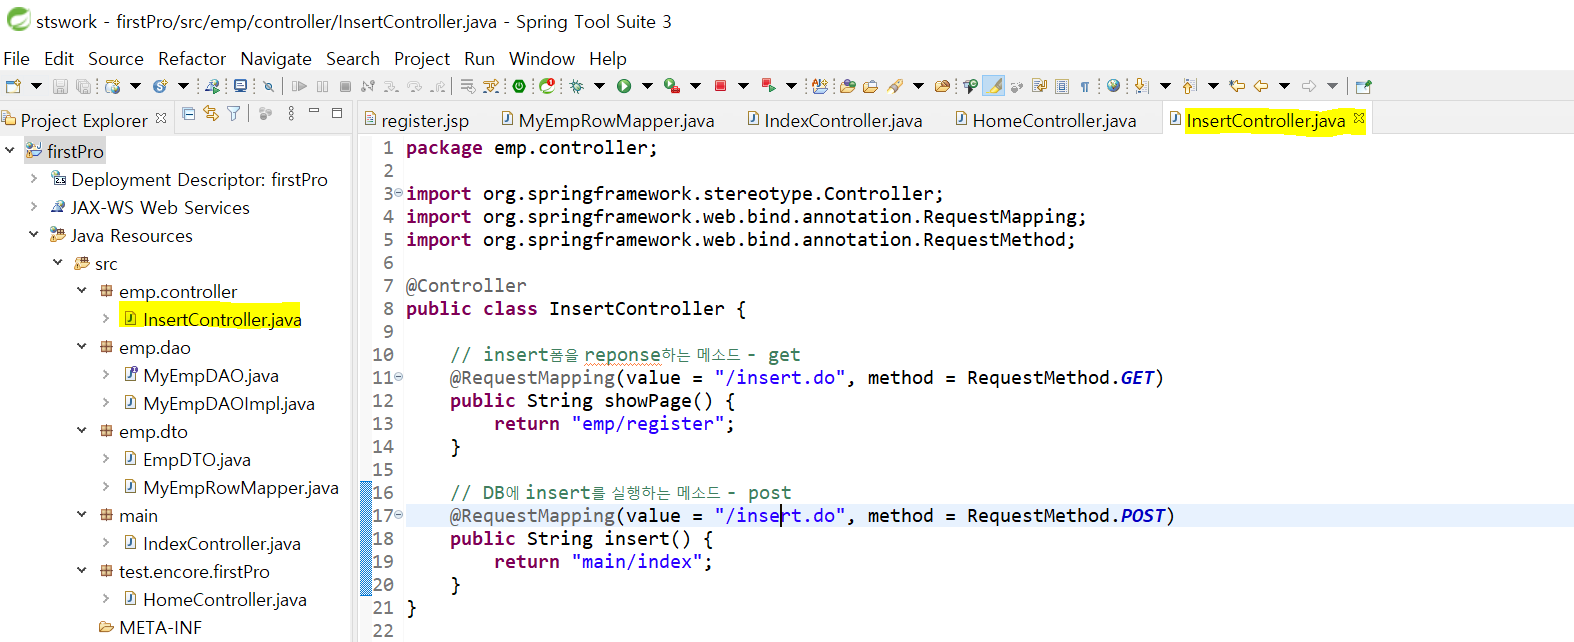 stswork - firstPro/src/emp/controller/InsertController.java - Spring Tool Suite 3
File Edit Source Refactor Navigate Search Project Run Window Help
Project Explorer
register.jsp MyEmpRowMapper.java IndexController.java HomeController.java InsertController.java
firstPro
Deployment Descriptor: firstPro
JAX-WS Web Services
Java Resources
src
emp.controller
InsertController.java
emp.dao
MyEmpDAO.java
MyEmpDAOImpl.java
emp.dto
EmpDTO.java
MyEmpRowMapper.java
main
IndexController.java
test.encore.firstPro
HomeController.java
META-INF
1 package emp.controller;
2
3 import org.springframework.stereotype.Controller;
4 import org.springframework.web.bind.annotation.RequestMapping;
5 import org.springframework.web.bind.annotation.RequestMethod;
6
7 @Controller
8 public class InsertController {
9
10 // insert폼을 reponse하는 메소드 - get
11 @RequestMapping(value = "/insert.do", method = RequestMethod.GET)
12 public String showPage() {
13 return "emp/register";
14 }
15
16 // DB에 insert를 실행하는 메소드 - post
17 @RequestMapping(value = "/insert.do", method = RequestMethod.POST)
18 public String insert() {
19 return "main/index";
20 }
21 }
22